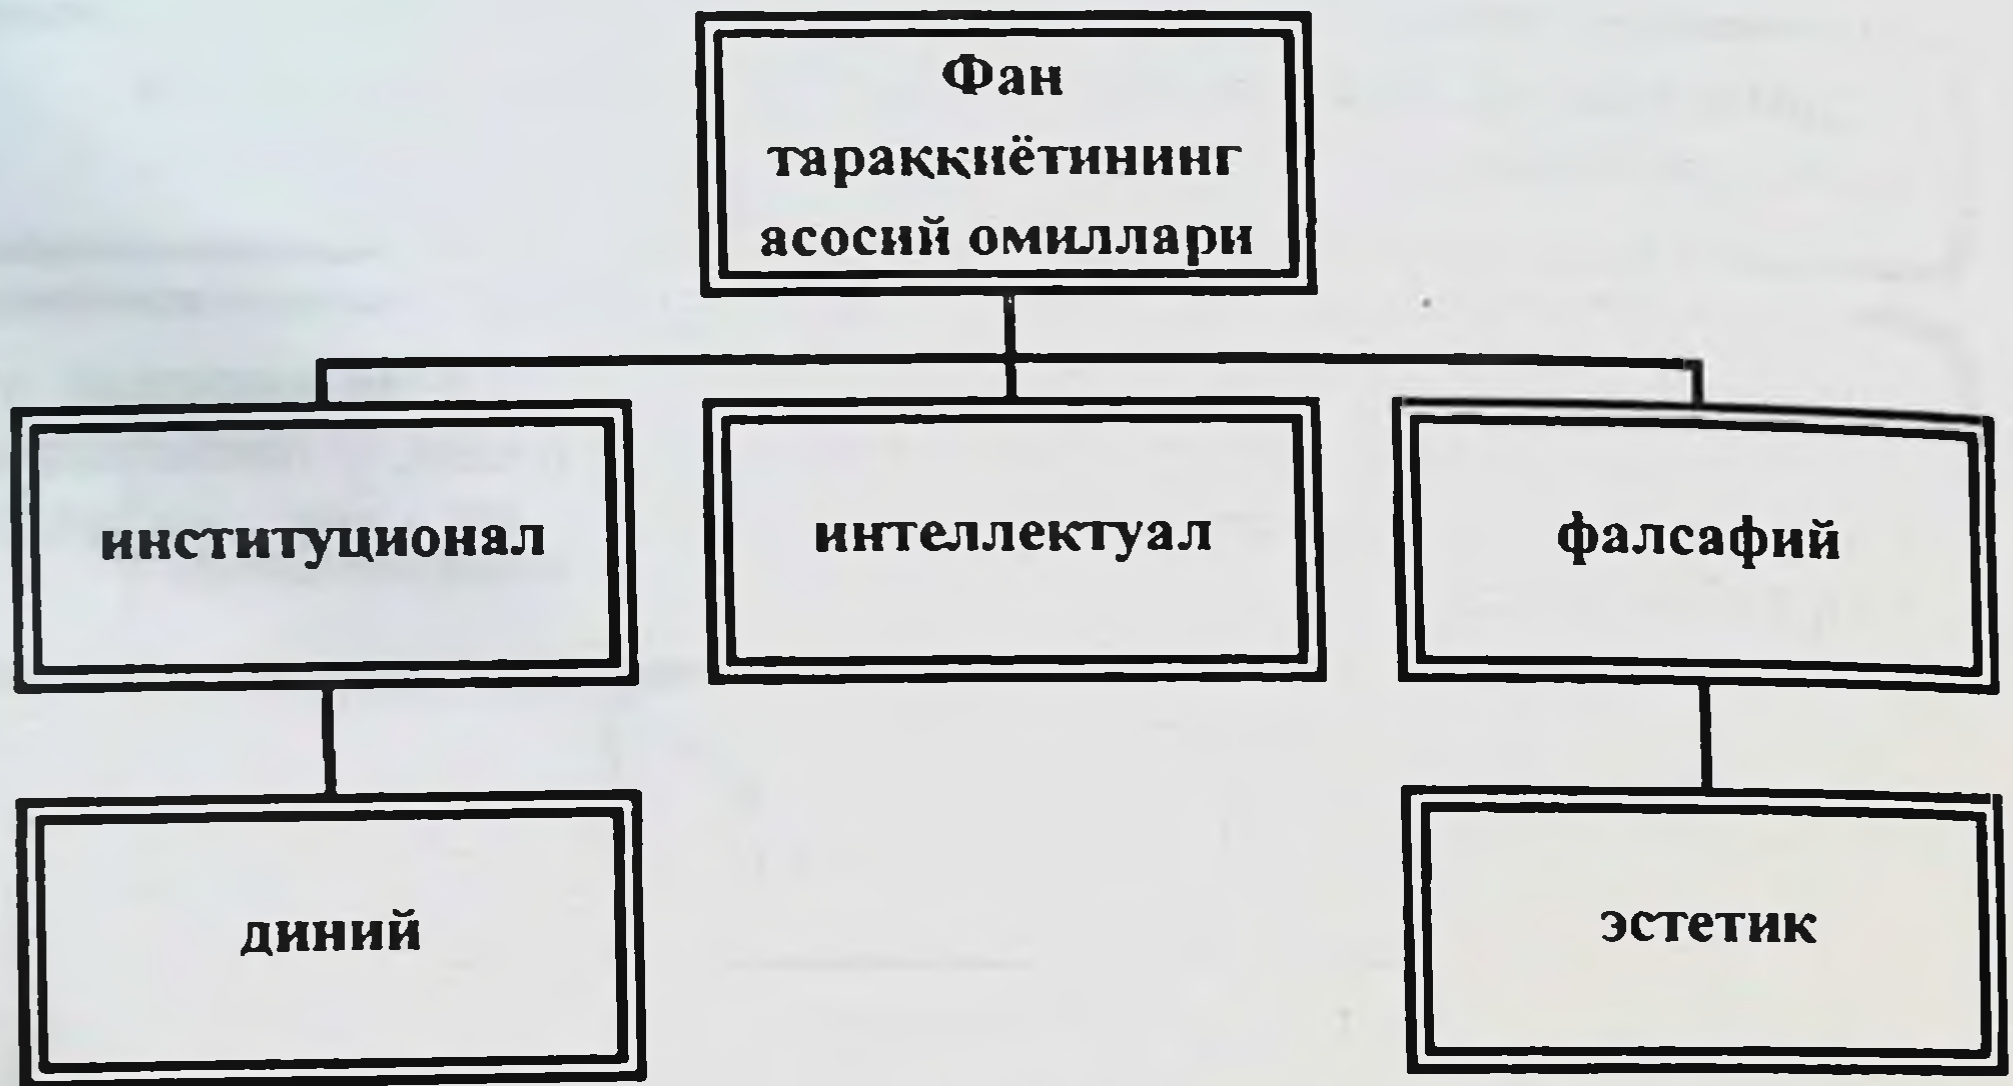 Фан
тараққиётининг
асосий омиллари
институционал
интеллектуал
фалсафий
диний
эстетик